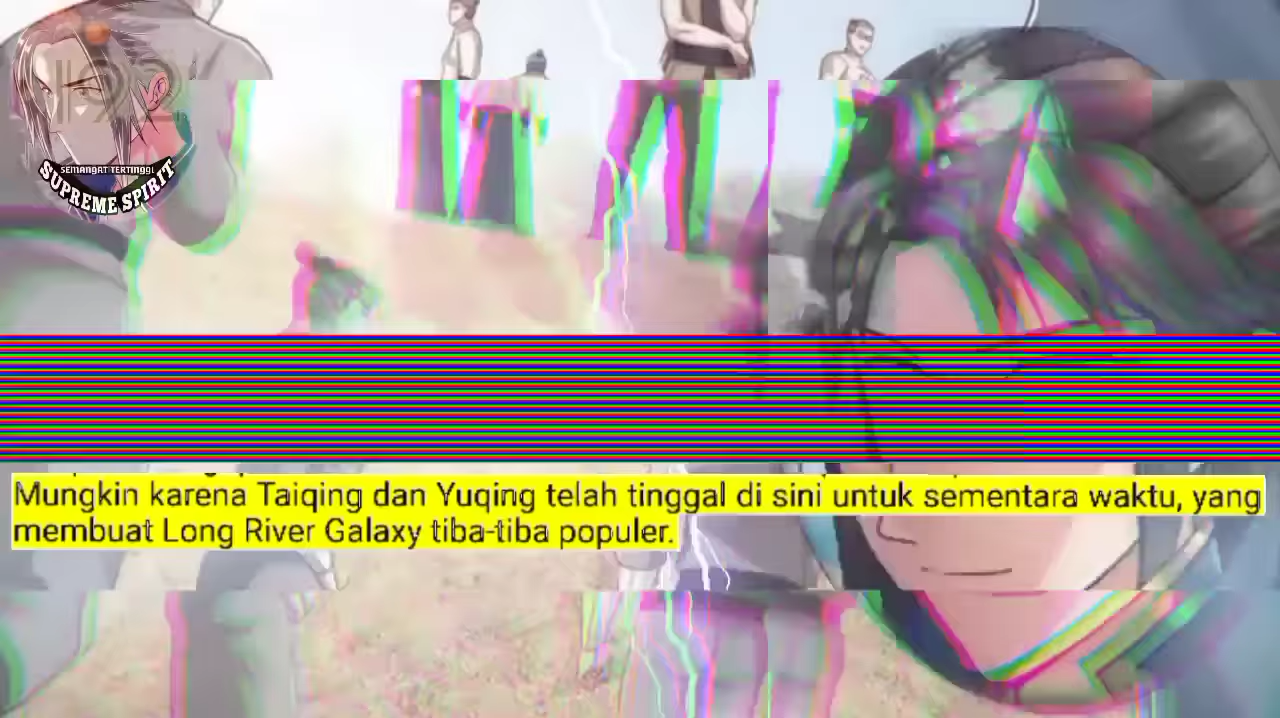 192
SEMANGAT TERTINGGI
SUPREME SPIRIT
Mungkin karena Taiqing dan Yuqing telah tinggal di sini untuk sementara waktu, yang
membuat Long River Galaxy tiba-tiba populer.